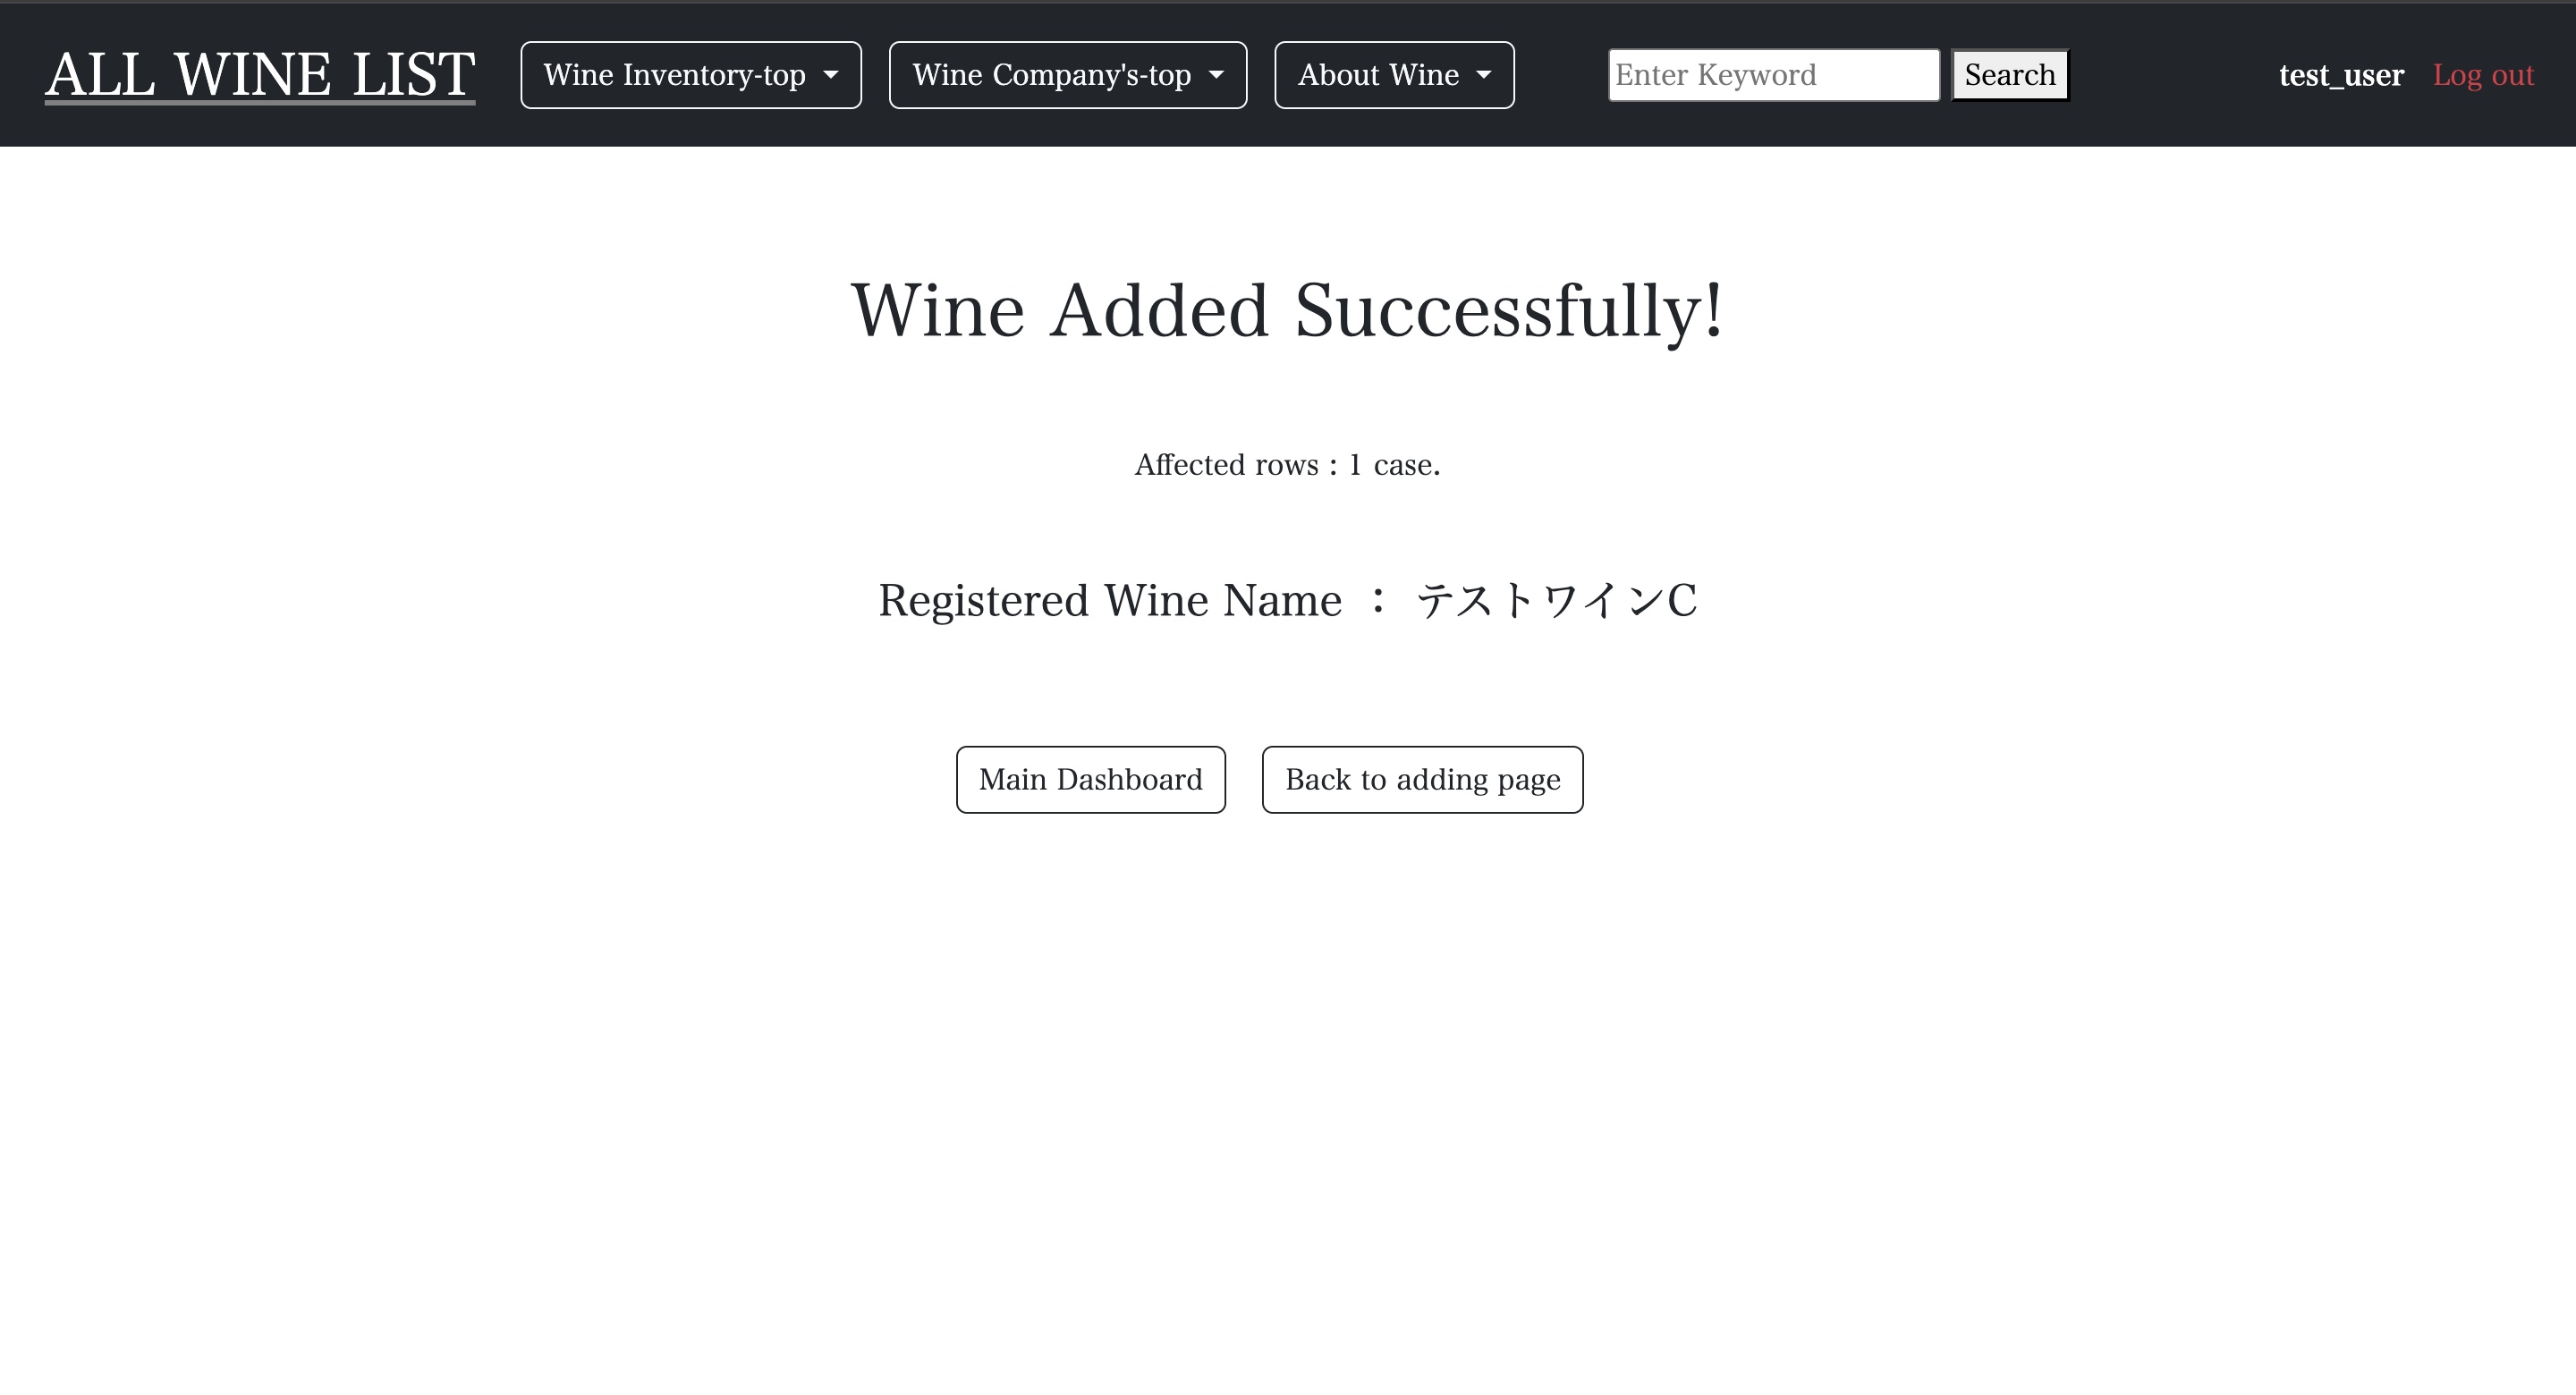 ALL WINE LIST
Wine Inventory-top
Wine Company's-top
About Wine
Enter Keyword
Search
test_user
Log out
Wine Added Successfully!
Affected rows : 1 case.
Registered Wine Name ： テストワインC
Main Dashboard
Back to adding page